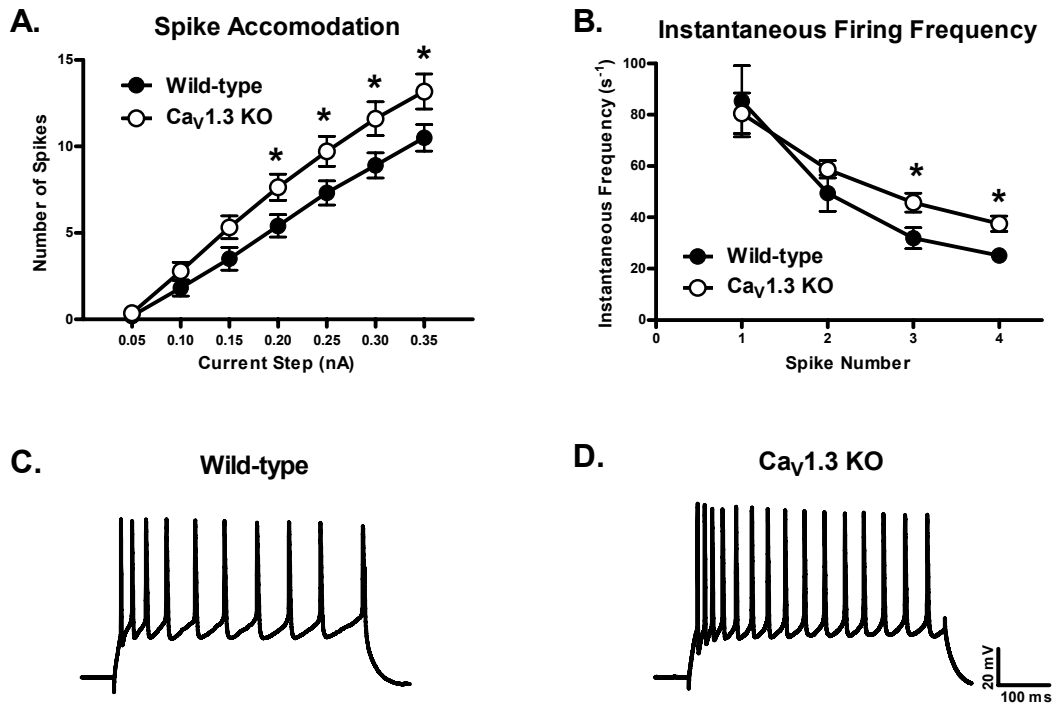 A.
Spike Accomodation
15
10
5
0
Number of Spikes
Wild-type
CaV1.3 KO
* * * *
0.05 0.10 0.15 0.20 0.25 0.30 0.35
Current Step (nA)
B.
Instantaneous Firing Frequency
100
80
60
40
20
0
Instantaneous Frequency (s-1)
* *
Wild-type
CaV1.3 KO
0 1 2 3 4
Spike Number
C.
Wild-type
D.
CaV1.3 KO
20 mV
100 ms